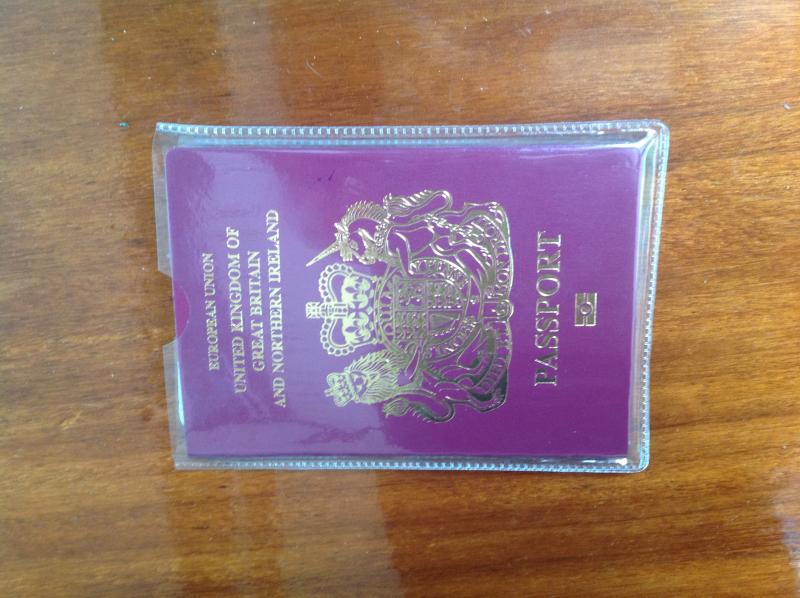 EUROPEAN UNION
UNITED KINGDOM OF
GREAT BRITAIN
AND NORTHERN IRELAND
PASSPORT